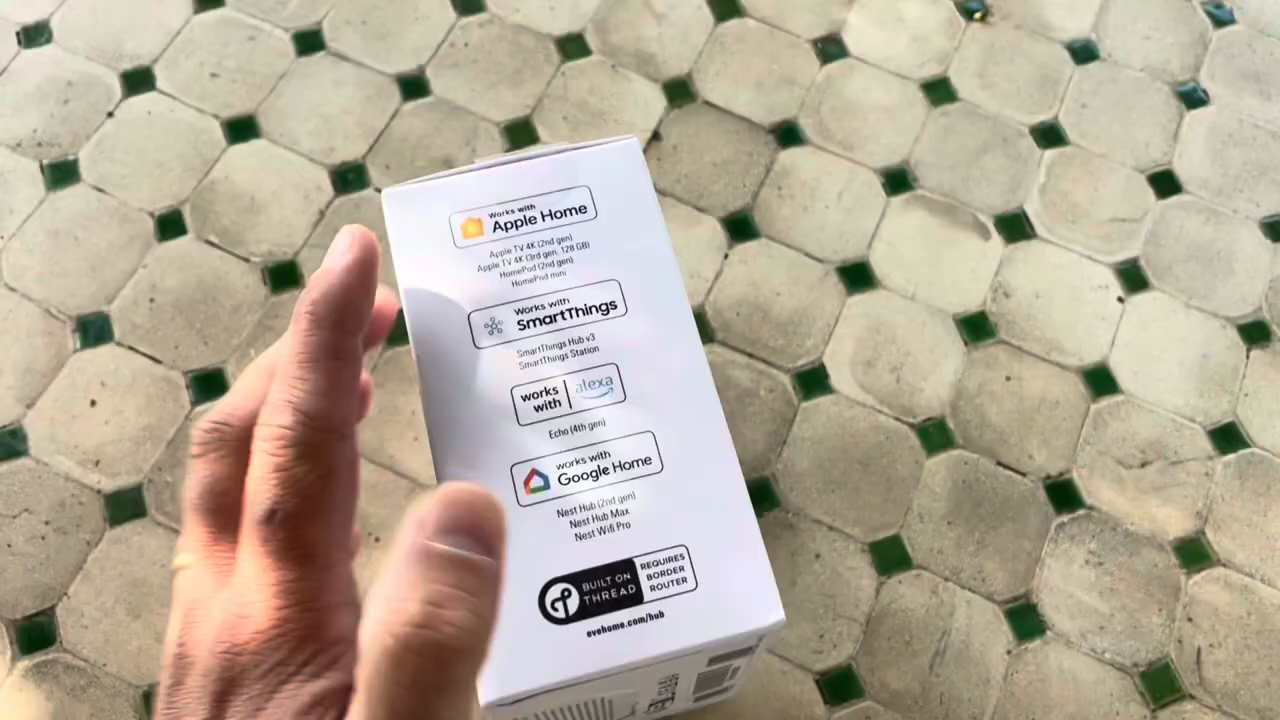 Works with
Apple Home
Apple TV 4K (2nd gen)
Apple TV 4K (3rd gen, 128 GB)
HomePod (2nd gen)
HomePod mini
Works with
SmartThings
SmartThings Hub v3
SmartThings Station
works with | alexa
Echo (4th gen)
works with
Google Home
Nest Hub (2nd gen)
Nest Hub Max
Nest Wifi Pro
BUILT ON THREAD
REQUIRES BORDER ROUTER
evehome.com/hub